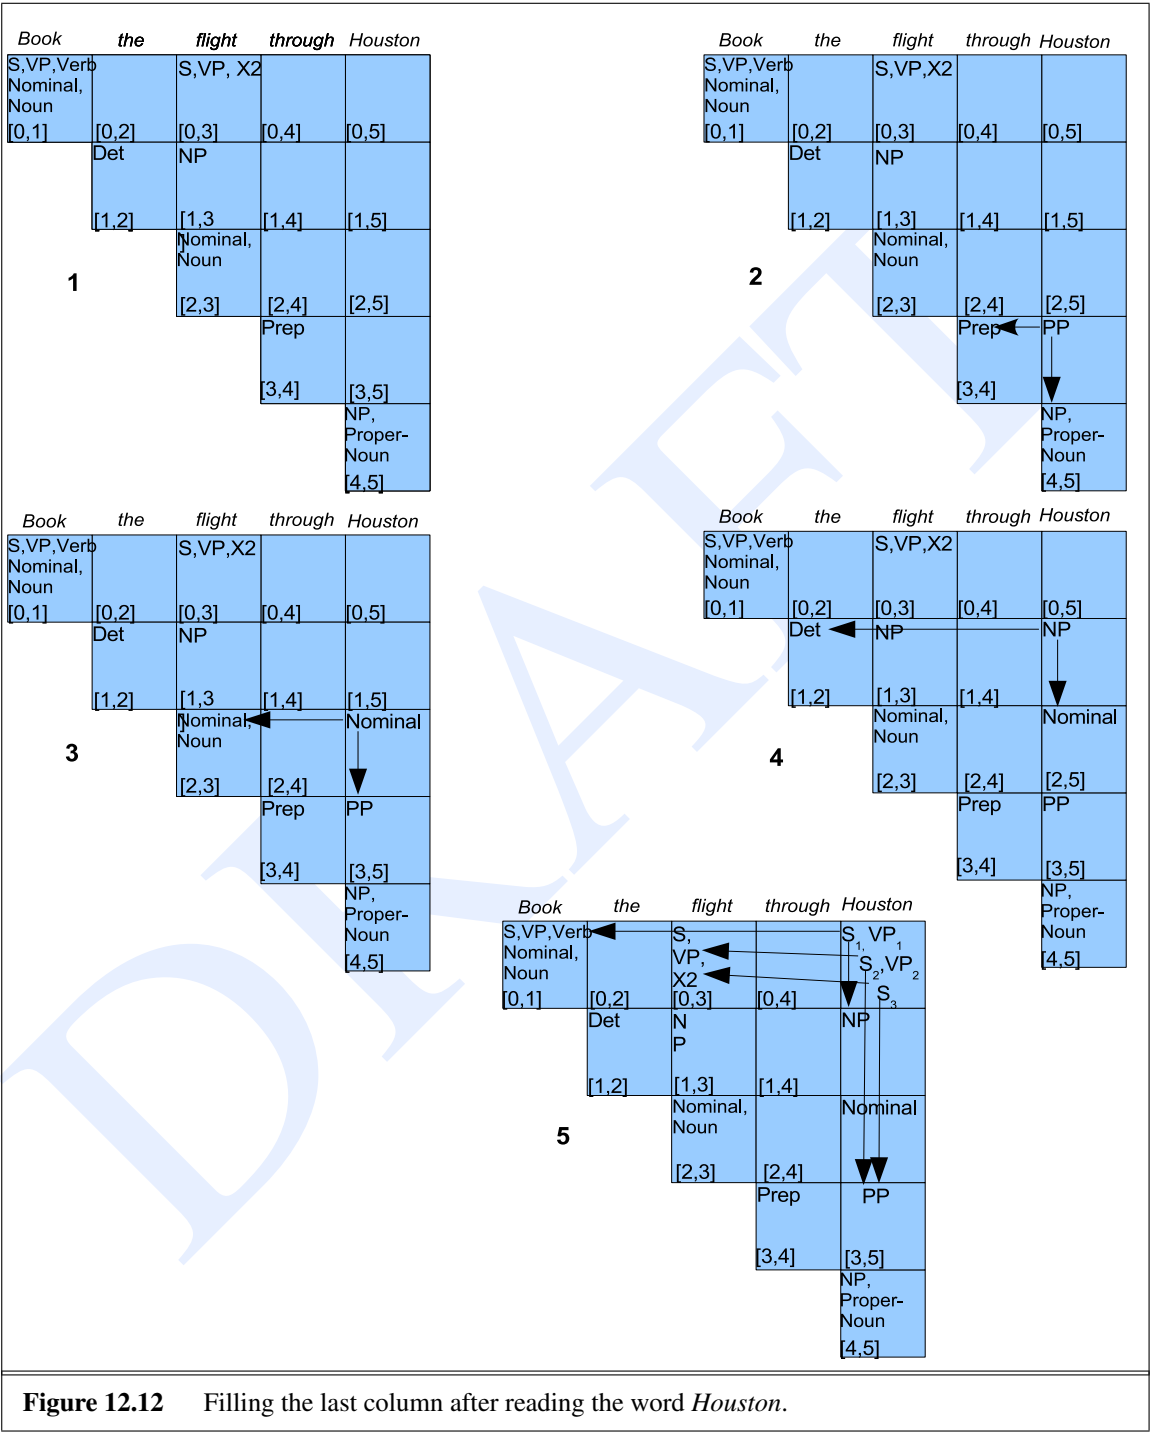 Book the flight through Houston
S,VP,Verb S,VP, X2
Nominal,
Noun
[0,1] [0,2] [0,3] [0,4] [0,5]
Det NP
[1,2] [1,3 [1,4] [1,5]
]
Nominal,
Noun
1
[2,3] [2,4] [2,5]
Prep
[3,4] [3,5]
NP,
Proper-
Noun
[4,5]
Book the flight through Houston
S,VP,Verb S,VP,X2
Nominal,
Noun
[0,1] [0,2] [0,3] [0,4] [0,5]
Det NP
[1,2] [1,3] [1,4] [1,5]
Nominal,
Noun
2
[2,3] [2,4] [2,5]
Prep PP
[3,4]
NP,
Proper-
Noun
[4,5]
Book the flight through Houston
S,VP,Verb S,VP,X2
Nominal,
Noun
[0,1] [0,2] [0,3] [0,4] [0,5]
Det NP
[1,2] [1,3 [1,4] [1,5]
]
Nominal, Nominal
Noun
3
[2,3] [2,4]
Prep PP
[3,4] [3,5]
NP,
Proper-
Noun
[4,5]
Book the flight through Houston
S,VP,Verb S,VP,X2
Nominal,
Noun
[0,1] [0,2] [0,3] [0,4] [0,5]
Det NP NP
[1,2] [1,3] [1,4]
Nominal, Nominal
Noun
4
[2,3] [2,4] [2,5]
Prep PP
[3,4] [3,5]
NP,
Proper-
Noun
[4,5]
Book the flight through Houston
S,VP,Verb S, S1, VP1
Nominal, VP, S2,VP2
Noun X2 S3
[0,1] [0,2] [0,3] [0,4]
Det N NP
P
[1,2] [1,3] [1,4]
Nominal, Nominal
Noun
5
[2,3] [2,4]
Prep PP
[3,4] [3,5]
NP,
Proper-
Noun
[4,5]
DRAFT
Figure 12.12 Filling the last column after reading the word Houston.